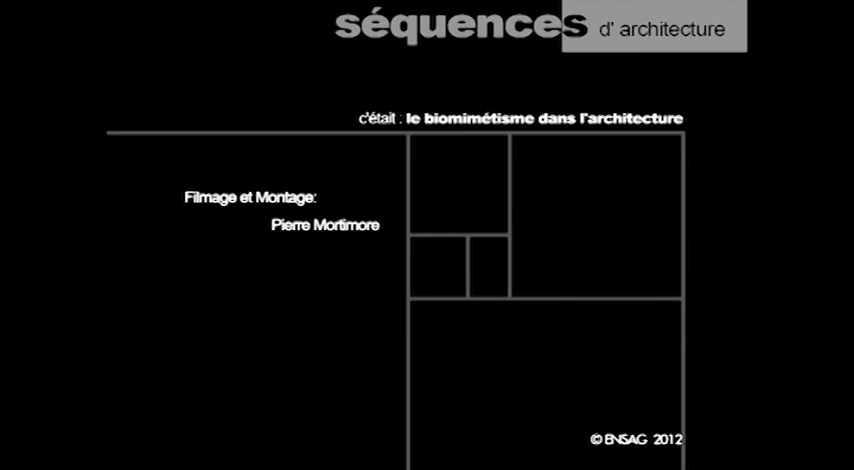 séquences d' architecture
c'était : le biomimétisme dans l'architecture
Filmage et Montage:
Pierre Mortimore
© ENSAG 2012